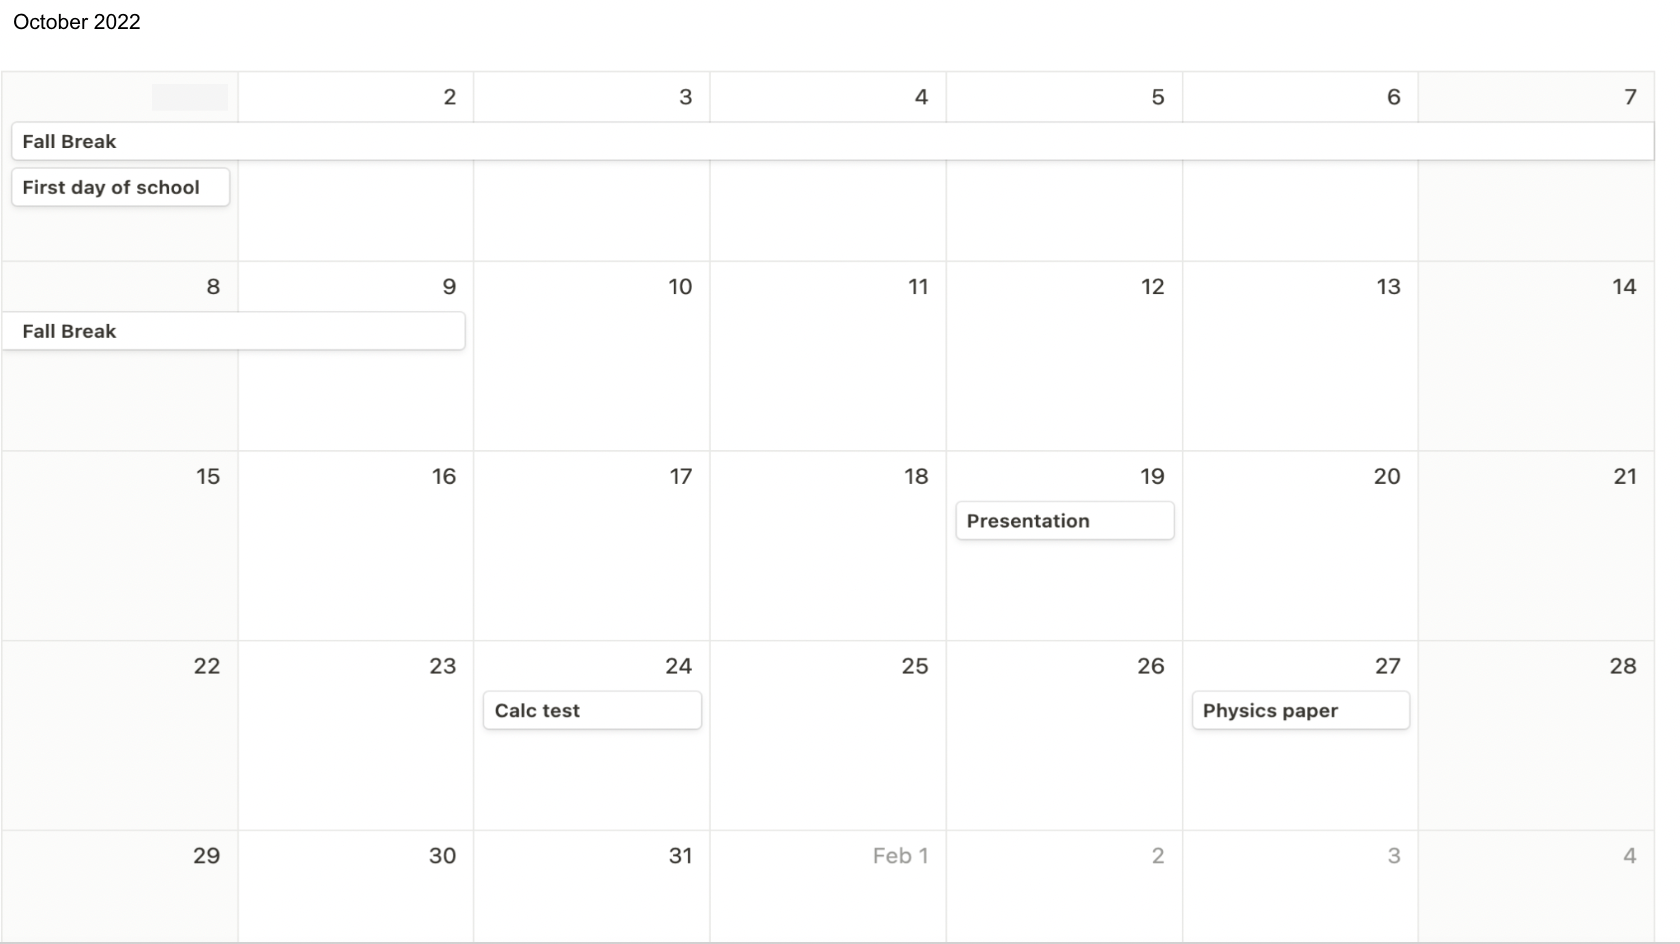 October 2022
2 3 4 5 6 7
Fall Break
First day of school
8 9 10 11 12 13 14
Fall Break
15 16 17 18 19 20 21
Presentation
22 23 24 25 26 27 28
Calc test Physics paper
29 30 31 Feb 1 2 3 4